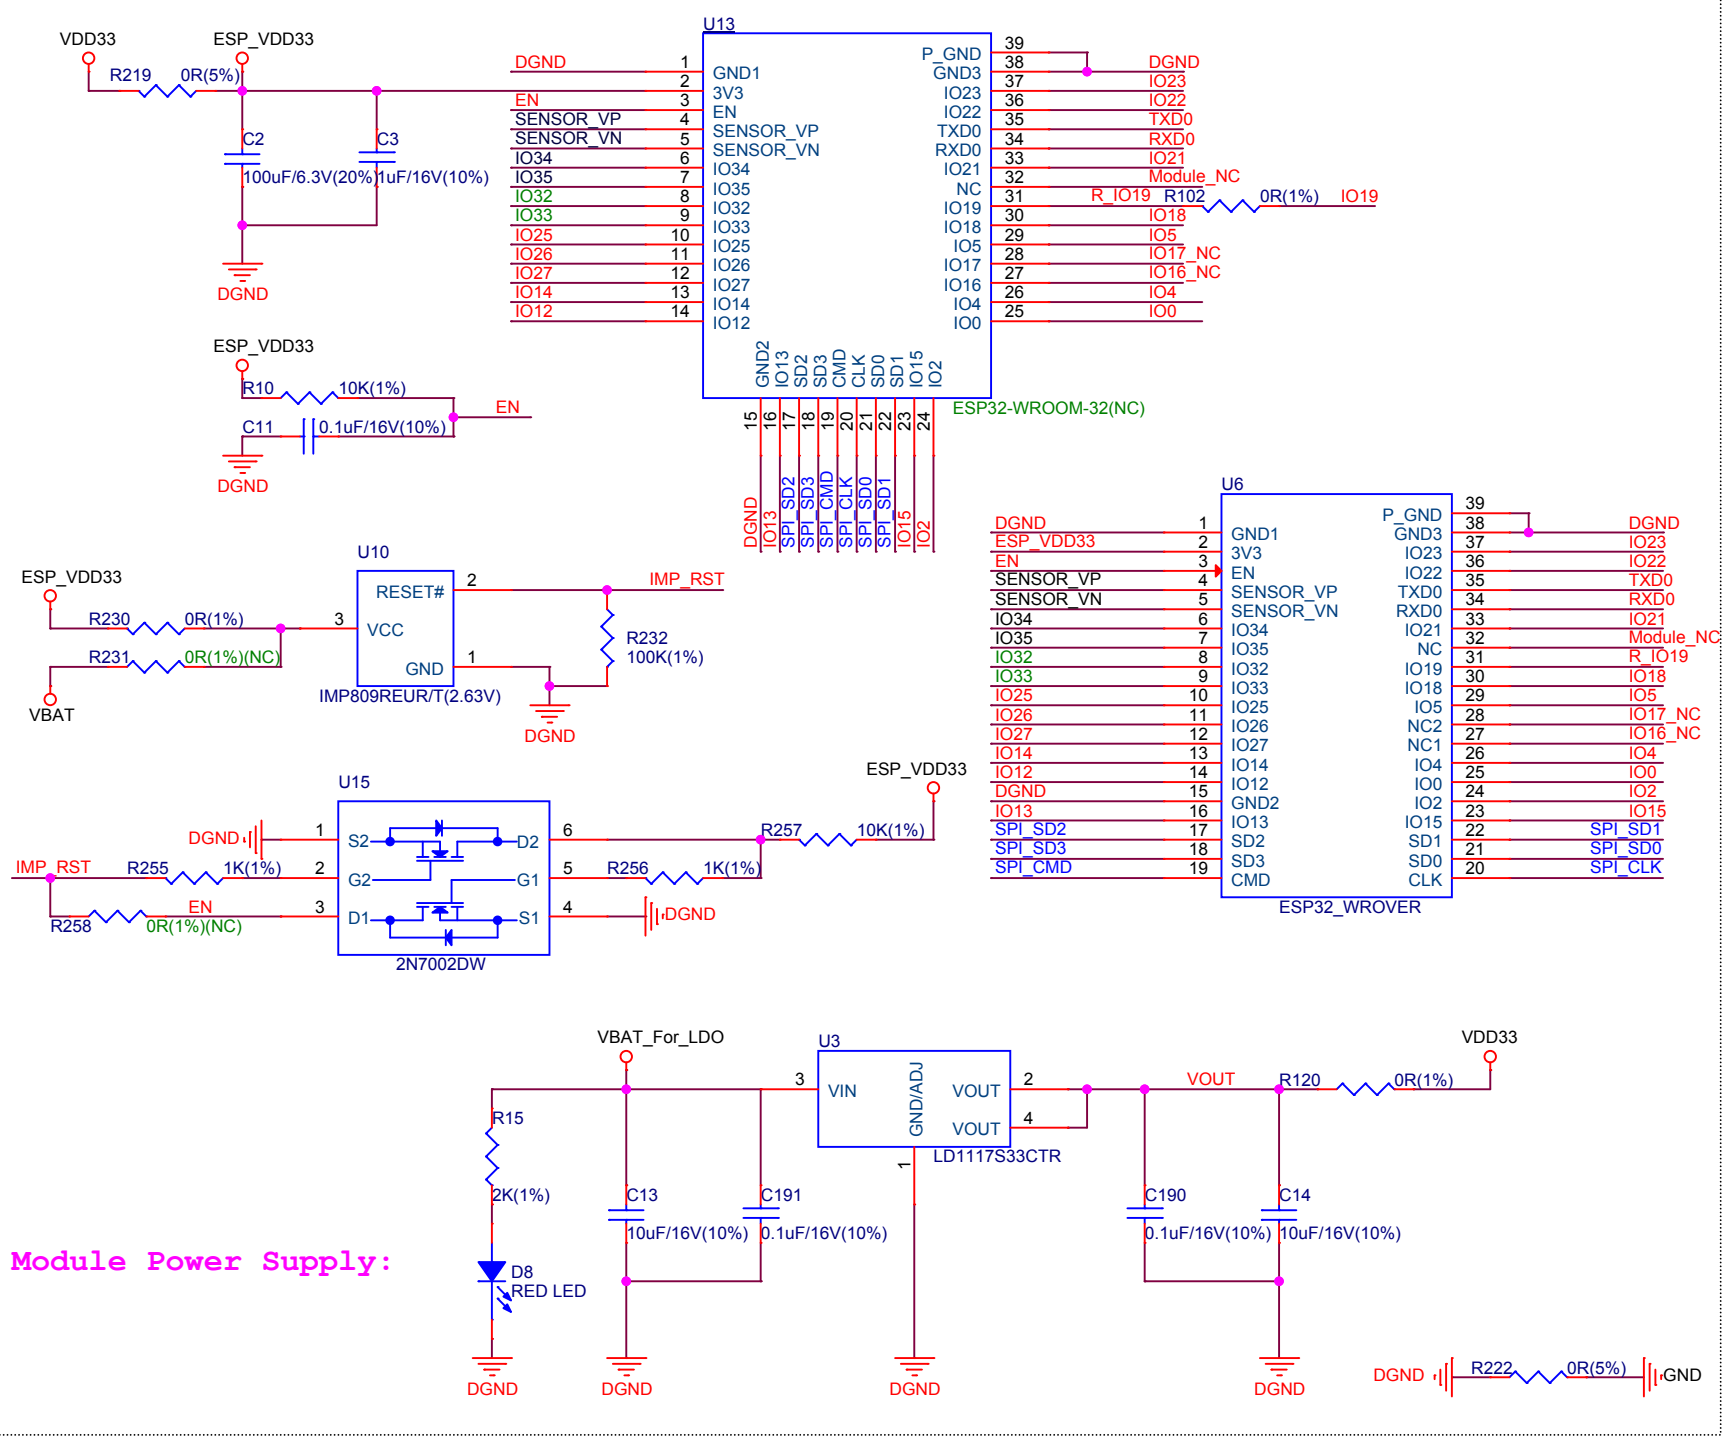 VDD33
ESP_VDD33
R219 0R(5%)
C2
100uF/6.3V(20%)
C3
1uF/16V(10%)
DGND
U13
DGND 1 GND1
2 3V3
EN 3 EN
SENSOR_VP 4 SENSOR_VP
SENSOR_VN 5 SENSOR_VN
IO34 6 IO34
IO35 7 IO35
IO32 8 IO32
IO33 9 IO33
IO25 10 IO25
IO26 11 IO26
IO27 12 IO27
IO14 13 IO14
IO12 14 IO12
P_GND 39
GND3 38 DGND
IO23 37 IO23
IO22 36 IO22
TXD0 35 TXD0
RXD0 34 RXD0
IO21 33 IO21
NC 32 Module_NC
IO19 31 R_IO19 R102 0R(1%) IO19
IO18 30 IO18
IO5 29 IO5
IO17 28 IO17_NC
IO16 27 IO16_NC
IO4 26 IO4
IO0 25 IO0
GND2 15 DGND
IO13 16 IO13
SD2 17 SPI_SD2
SD3 18 SPI_SD3
CMD 19 SPI_CMD
CLK 20 SPI_CLK
SD0 21 SPI_SD0
SD1 22 SPI_SD1
IO15 23 IO15
IO2 24 IO2
ESP32-WROOM-32(NC)
ESP_VDD33
R10 10K(1%)
EN
C11 0.1uF/16V(10%)
DGND
U10
ESP_VDD33
R230 0R(1%)
R231 0R(1%)(NC)
VBAT
3 VCC
RESET# 2 IMP_RST
GND 1
R232
100K(1%)
IMP809REUR/T(2.63V)
DGND
U6
DGND 1 GND1
ESP_VDD33 2 3V3
EN 3 EN
SENSOR_VP 4 SENSOR_VP
SENSOR_VN 5 SENSOR_VN
IO34 6 IO34
IO35 7 IO35
IO32 8 IO32
IO33 9 IO33
IO25 10 IO25
IO26 11 IO26
IO27 12 IO27
IO14 13 IO14
IO12 14 IO12
DGND 15 GND2
IO13 16 IO13
SPI_SD2 17 SD2
SPI_SD3 18 SD3
SPI_CMD 19 CMD
P_GND 39
GND3 38 DGND
IO23 37 IO23
IO22 36 IO22
TXD0 35 TXD0
RXD0 34 RXD0
IO21 33 IO21
NC 32 Module_NC
IO19 31 R_IO19
IO18 30 IO18
IO5 29 IO5
NC2 28 IO17_NC
NC1 27 IO16_NC
IO4 26 IO4
IO0 25 IO0
IO2 24 IO2
IO15 23 IO15
SD1 22 SPI_SD1
SD0 21 SPI_SD0
CLK 20 SPI_CLK
ESP32_WROVER
U15
ESP_VDD33
DGND 1 S2 D2 6 R257 10K(1%)
IMP_RST R255 1K(1%) 2 G2 G1 5 R256 1K(1%)
R258 0R(1%)(NC) EN 3 D1 S1 4 DGND
2N7002DW
VBAT_For_LDO
U3
VDD33
3 VIN
GND/ADJ 1
VOUT 2
VOUT 4
VOUT
R120 0R(1%)
LD1117S33CTR
R15
2K(1%)
C13
10uF/16V(10%)
C191
0.1uF/16V(10%)
C190
0.1uF/16V(10%)
C14
10uF/16V(10%)
Module Power Supply:
D8
RED LED
DGND
DGND
DGND
DGND
DGND R222 0R(5%) GND